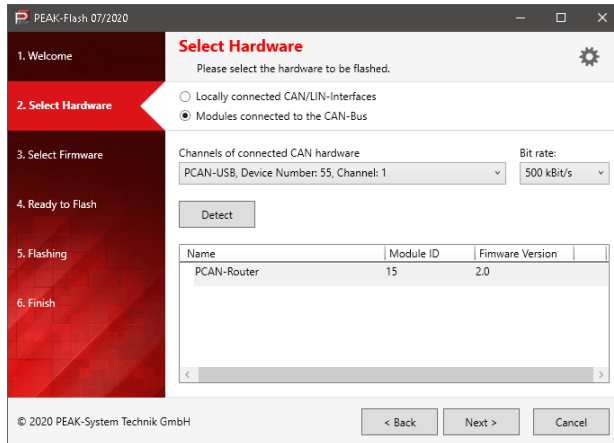 PEAK-Flash 07/2020
1. Welcome
2. Select Hardware
3. Select Firmware
4. Ready to Flash
5. Flashing
6. Finish
Select Hardware
Please select the hardware to be flashed.
Locally connected CAN/LIN-Interfaces
Modules connected to the CAN-Bus
Channels of connected CAN hardware
Bit rate:
PCAN-USB, Device Number: 55, Channel: 1
500 kBit/s
Detect
Name Module ID Fimware Version
PCAN-Router 15 2.0
© 2020 PEAK-System Technik GmbH
< Back Next > Cancel